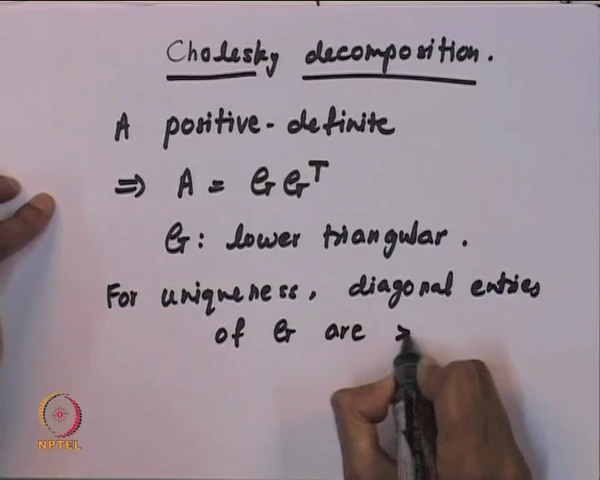 Cholesky decomposition.
A positive-definite
⇒ A = G G^T
G: lower triangular.
For uniqueness, diagonal entries
of G are >
NPTEL